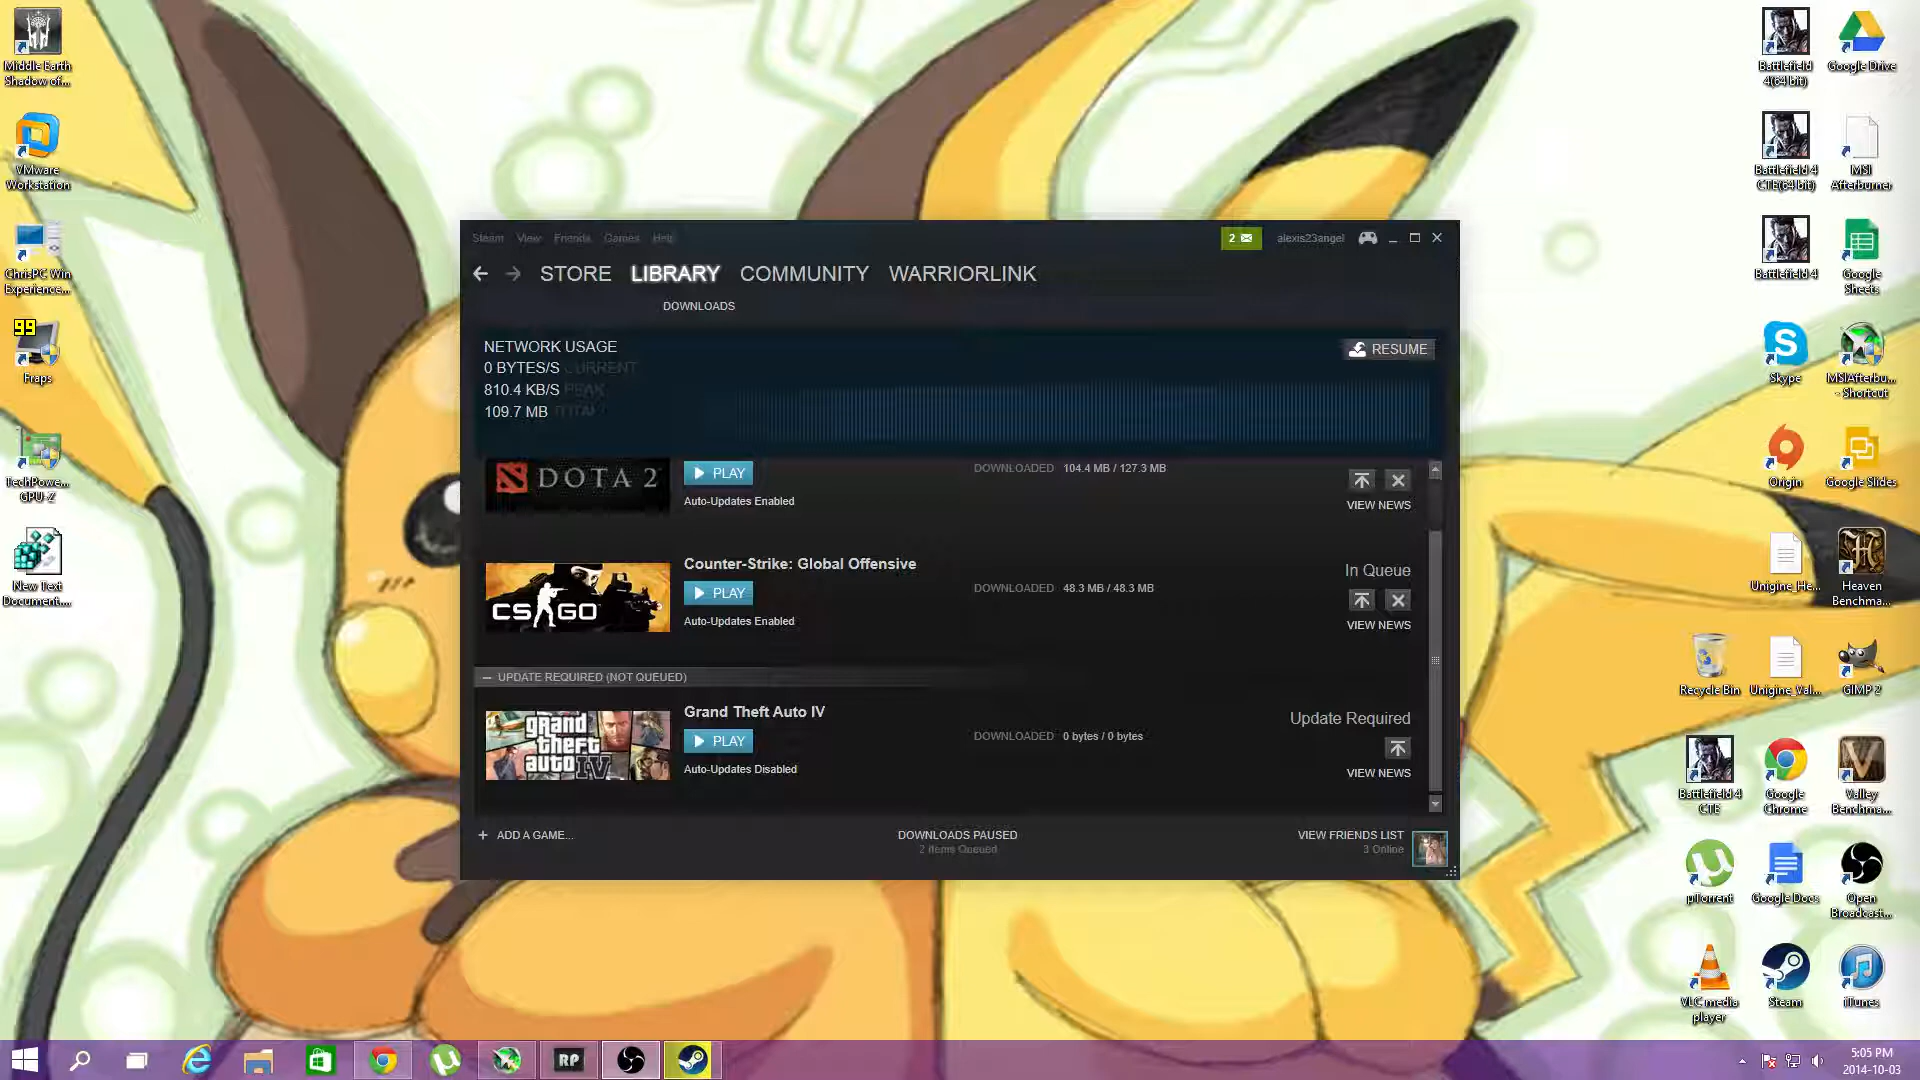 Middle Earth
Shadow of...
VMware
Workstation
ChrisPC Win
Experience...
99
Fraps
TechPowe...
GPU-Z
New Text
Document....
Steam View Friends Games Help
2
alexis23angel
STORE LIBRARY COMMUNITY WARRIORLINK
DOWNLOADS
NETWORK USAGE
RESUME
0 BYTES/S CURRENT
810.4 KB/S PEAK
109.7 MB TOTAL
DOTA 2
PLAY
DOWNLOADED 104.4 MB / 127.3 MB
Auto-Updates Enabled
VIEW NEWS
CS GO
Counter-Strike: Global Offensive
PLAY
DOWNLOADED 48.3 MB / 48.3 MB
In Queue
Auto-Updates Enabled
VIEW NEWS
UPDATE REQUIRED (NOT QUEUED)
grand
theft
auto IV
Grand Theft Auto IV
PLAY
DOWNLOADED 0 bytes / 0 bytes
Update Required
Auto-Updates Disabled
VIEW NEWS
+ ADD A GAME...
DOWNLOADS PAUSED
2 Items Queued
VIEW FRIENDS LIST
3 Online
Battlefield
4(64 bit)
Google Drive
Battlefield 4
CTE(64 bit)
MSI
Afterburner
Battlefield 4
Google
Sheets
Skype
MSIAfterbu...
- Shortcut
Origin
Google Slides
Unigine_He...
Heaven
Benchma...
Recycle Bin
Unigine_Val...
GIMP 2
Battlefield 4
CTE
Google
Chrome
Valley
Benchma...
µTorrent
Google Docs
Open
Broadcast...
VLC media
player
Steam
iTunes
RP
5:05 PM
2014-10-03